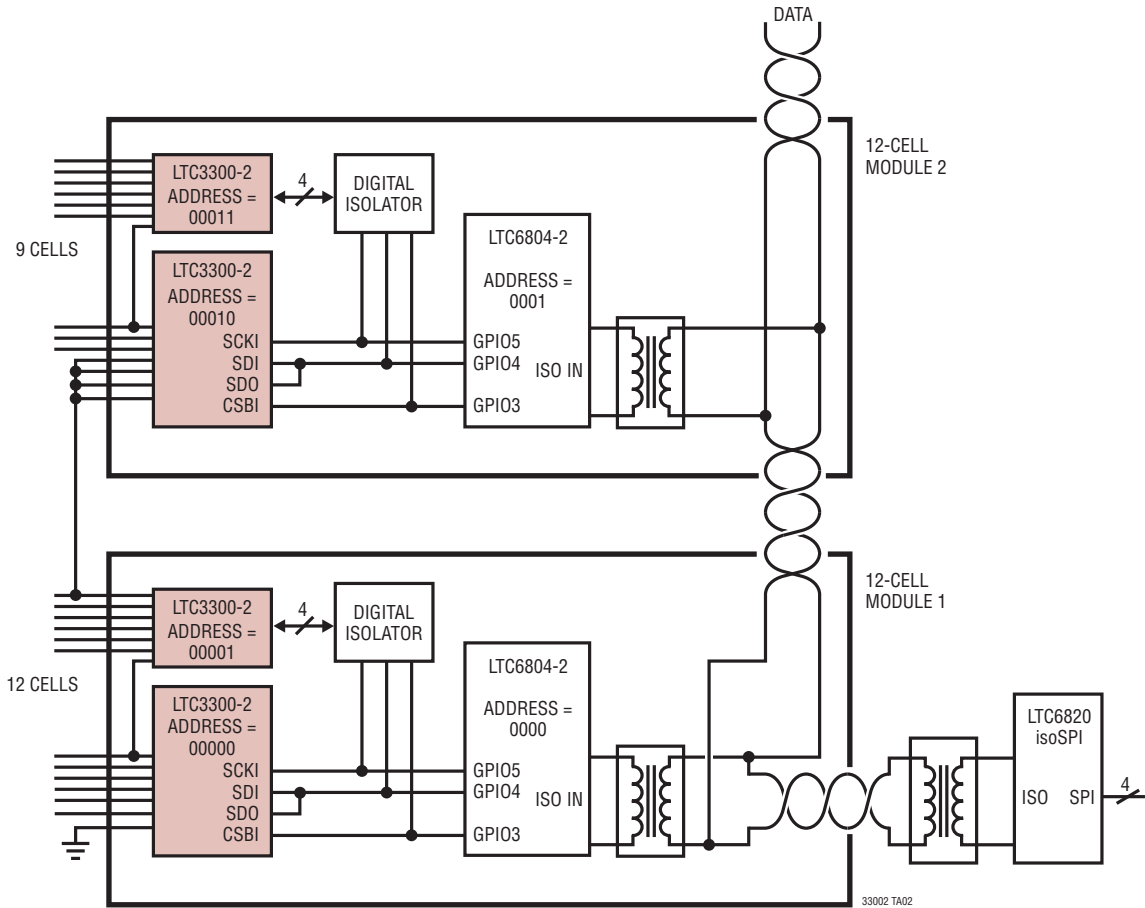 DATA
12-CELL
MODULE 2
LTC3300-2
ADDRESS =
00011
4
DIGITAL
ISOLATOR
9 CELLS
LTC3300-2
ADDRESS =
00010
SCKI
SDI
SDO
CSBI
LTC6804-2
ADDRESS =
0001
GPIO5
GPIO4
ISO IN
GPIO3
12-CELL
MODULE 1
LTC3300-2
ADDRESS =
00001
4
DIGITAL
ISOLATOR
12 CELLS
LTC3300-2
ADDRESS =
00000
SCKI
SDI
SDO
CSBI
LTC6804-2
ADDRESS =
0000
GPIO5
GPIO4
ISO IN
GPIO3
LTC6820
isoSPI
ISO SPI
4
33002 TA02